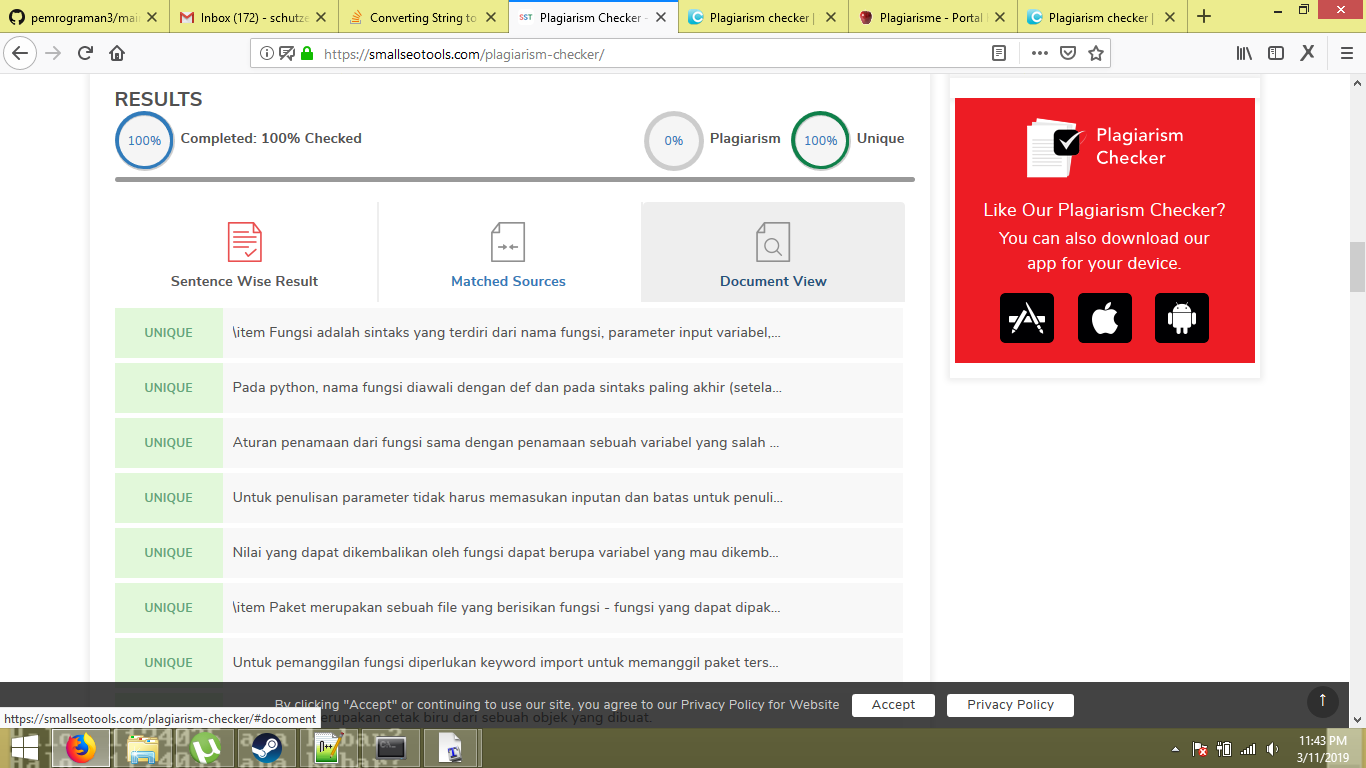 pemrograman3/mai
Inbox (172) - schutze
Converting String to
SST Plagiarism Checker -
Plagiarism checker |
Plagiarisme - Portal
Plagiarism checker |
https://smallseotools.com/plagiarism-checker/
RESULTS
100%
Completed: 100% Checked
0%
Plagiarism
100%
Unique
Sentence Wise Result
Matched Sources
Document View
UNIQUE
\item Fungsi adalah sintaks yang terdiri dari nama fungsi, parameter input variabel,...
UNIQUE
Pada python, nama fungsi diawali dengan def dan pada sintaks paling akhir (setela...
UNIQUE
Aturan penamaan dari fungsi sama dengan penamaan sebuah variabel yang salah ...
UNIQUE
Untuk penulisan parameter tidak harus memasukan inputan dan batas untuk penuli...
UNIQUE
Nilai yang dapat dikembalikan oleh fungsi dapat berupa variabel yang mau dikemb...
UNIQUE
\item Paket merupakan sebuah file yang berisikan fungsi - fungsi yang dapat dipak...
UNIQUE
Untuk pemanggilan fungsi diperlukan keyword import untuk memanggil paket ters...
Plagiarism
Checker
Like Our Plagiarism Checker?
You can also download our
app for your device.
By clicking "Accept" or continuing to use our site, you agree to our Privacy Policy for Website
Accept
Privacy Policy
erupakan cetak biru dari sebuah objek yang dibuat.
https://smallseotools.com/plagiarism-checker/#docoment
11:43 PM
3/11/2019